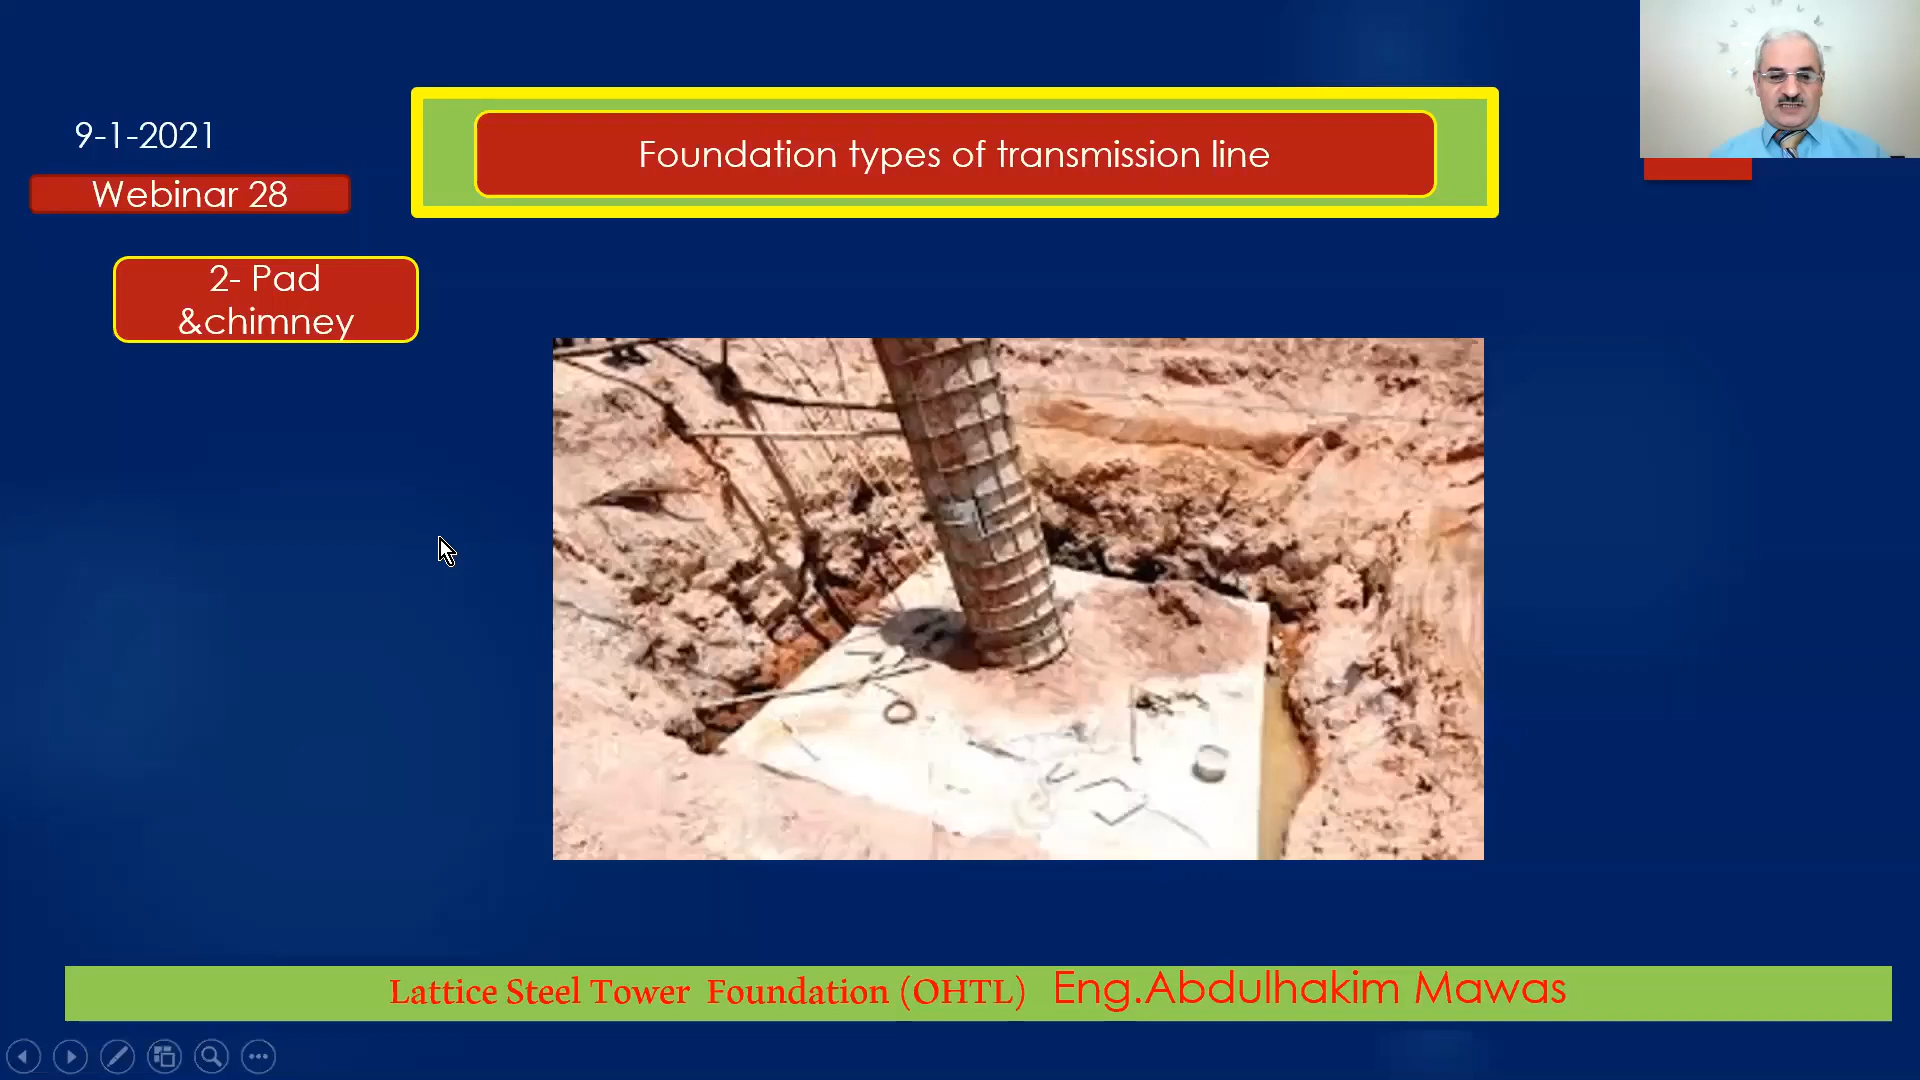 9-1-2021
Webinar 28
Foundation types of transmission line
2- Pad
&chimney
Lattice Steel Tower Foundation (OHTL) Eng.Abdulhakim Mawas